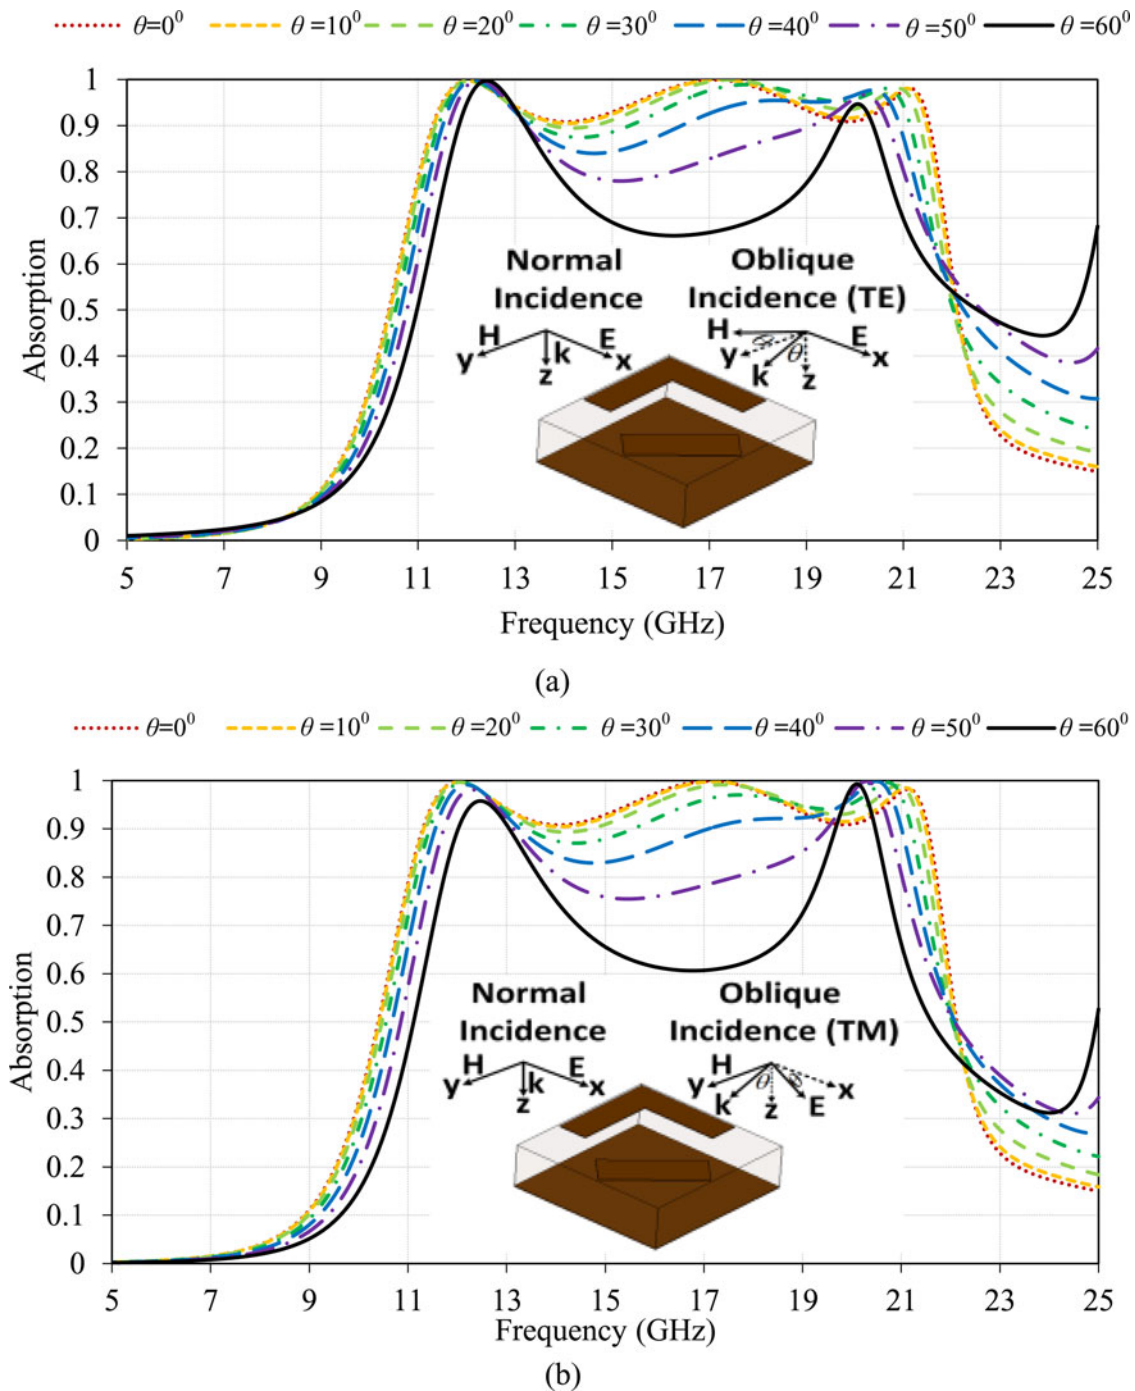 θ=0⁰ θ=10⁰ θ=20⁰ θ=30⁰ θ=40⁰ θ=50⁰ θ=60⁰
1
0.9
0.8
0.7
0.6
0.5
0.4
0.3
0.2
0.1
0
Absorption
Normal
Incidence
H E
y k x
z
Oblique
Incidence (TE)
H E
y ϕ θ x
k z
5 7 9 11 13 15 17 19 21 23 25
Frequency (GHz)
(a)
θ=0⁰ θ=10⁰ θ=20⁰ θ=30⁰ θ=40⁰ θ=50⁰ θ=60⁰
1
0.9
0.8
0.7
0.6
0.5
0.4
0.3
0.2
0.1
0
Absorption
Normal
Incidence
H E
y k x
z
Oblique
Incidence (TM)
H θ ϕ
y x
k z E
5 7 9 11 13 15 17 19 21 23 25
Frequency (GHz)
(b)